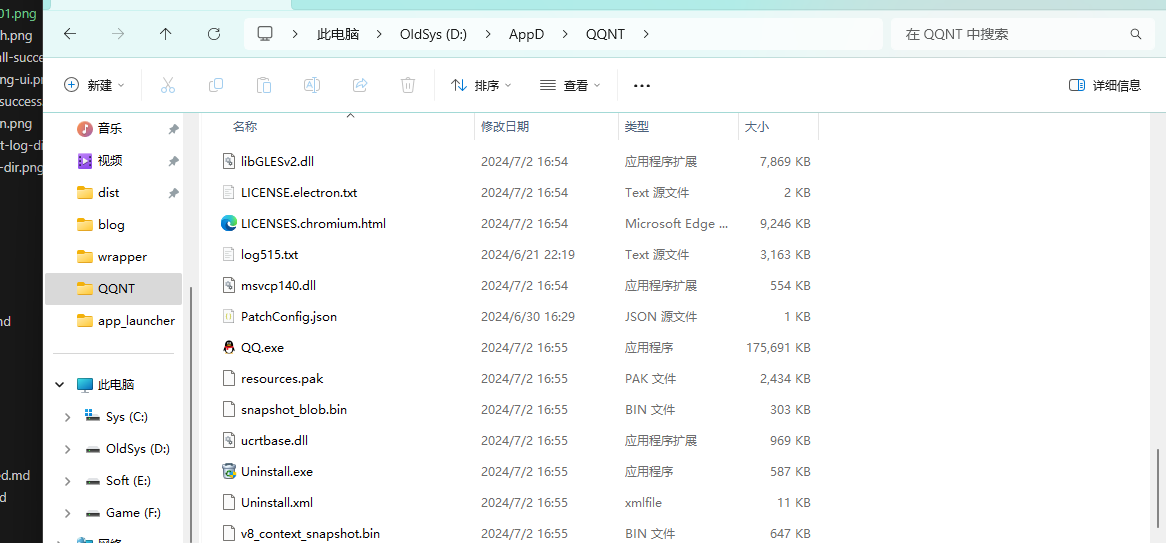 01.png
h.png
ll-succe
ng-ui.p
success
n.png
t-log-di
-dir.png
nd
ed.md
d
此电脑 OldSys (D:) AppD QQNT
在 QQNT 中搜索
新建 排序 查看 ··· 详细信息
音乐
视频
dist
blog
wrapper
QQNT
app_launcher
此电脑
Sys (C:)
OldSys (D:)
Soft (E:)
Game (F:)
网络
名称 修改日期 类型 大小
libGLESv2.dll 2024/7/2 16:54 应用程序扩展 7,869 KB
LICENSE.electron.txt 2024/7/2 16:54 Text 源文件 2 KB
LICENSES.chromium.html 2024/7/2 16:54 Microsoft Edge ... 9,246 KB
log515.txt 2024/6/21 22:19 Text 源文件 3,163 KB
msvcp140.dll 2024/7/2 16:54 应用程序扩展 554 KB
PatchConfig.json 2024/6/30 16:29 JSON 源文件 1 KB
QQ.exe 2024/7/2 16:55 应用程序 175,691 KB
resources.pak 2024/7/2 16:55 PAK 文件 2,434 KB
snapshot_blob.bin 2024/7/2 16:55 BIN 文件 303 KB
ucrtbase.dll 2024/7/2 16:55 应用程序扩展 969 KB
Uninstall.exe 2024/7/2 16:55 应用程序 587 KB
Uninstall.xml 2024/7/2 16:55 xmlfile 11 KB
v8_context_snapshot.bin 2024/7/2 16:55 BIN 文件 647 KB